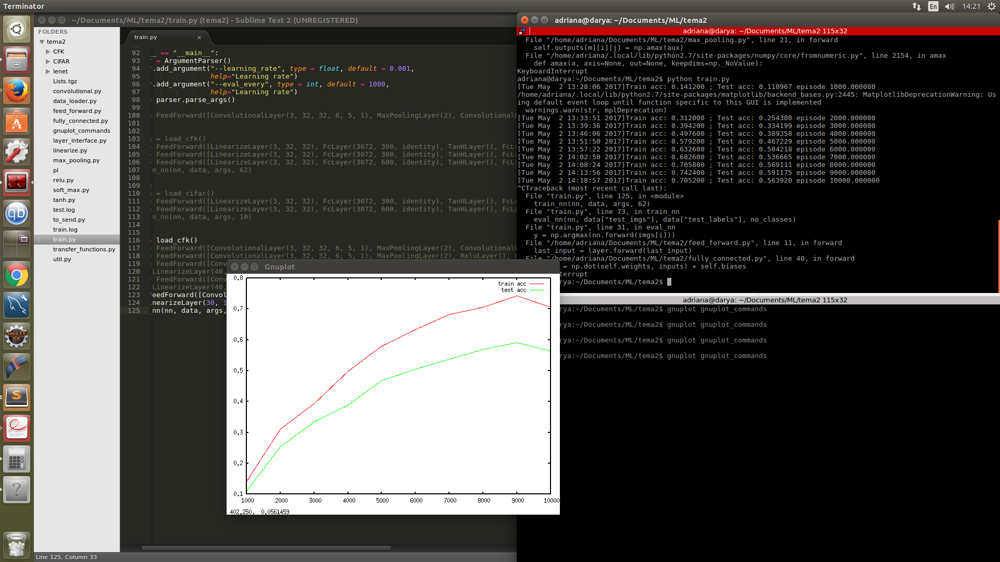 Terminator
En
14:21
~/Documents/ML/tema2/train.py (tema2) - Sublime Text 2 (UNREGISTERED)
FOLDERS
tema2
CFK
CIFAR
lenet
Lists.tgz
convolutional.py
data_loader.py
feed_forward.py
fully_connected.py
gnuplot_commands
layer_interface.py
linearize.py
max_pooling.py
pl
relu.py
soft_max.py
tanh.py
test.log
to_send.py
train.log
train.py
transfer_functions.py
util.py
train.py
92 __ == "__main__":
93 = ArgumentParser()
94 .add_argument("--learning_rate", type = float, default = 0.001,
95 help="Learning rate")
96 .add_argument("--eval_every", type = int, default = 1000,
97 help="Learning rate")
98 parser.parse_args()
99
100 = FeedForward([ConvolutionalLayer(3, 32, 32, 6, 5, 1), MaxPoolingLayer(2), ConvolutionalL
101
102
103 = load_cfk()
104 = FeedForward([LinearizeLayer(3, 32, 32), FcLayer(3072, 300, identity), TanHLayer(), FcLa
105 = FeedForward([LinearizeLayer(3, 32, 32), FcLayer(3072, 300, identity), TanHLayer(), FcLa
106 = FeedForward([LinearizeLayer(3, 32, 32), FcLayer(3072, 600, identity), TanHLayer(), FcLa
107 in_nn(nn, data, args, 62)
108
109
110 = load_cifar()
111 = FeedForward([LinearizeLayer(3, 32, 32), FcLayer(3072, 300, identity), TanHLayer(), FcLa
112 = FeedForward([LinearizeLayer(3, 32, 32), FcLayer(3072, 600, identity), TanHLayer(), FcLa
113 in_nn(nn, data, args, 10)
114
115
116 load_cfk()
117 = FeedForward([ConvolutionalLayer(3, 32, 32, 6, 5, 1), MaxPoolingLayer(2), ConvolutionalL
118 = FeedForward([ConvolutionalLayer(3, 32, 32, 6, 5, 1), MaxPoolingLayer(2), ReluLayer(), C
119 = FeedForward([Conv
120 LinearizeLayer(40,
121 = FeedForward([Conv
122 LinearizeLayer(40,
123 FeedForward([Convol
124 nearizeLayer(30, 1
125 _nn(nn, data, args,
Line 125, Column 33
adriana@darya: ~/Documents/ML/tema2
adriana@darya: ~/Documents/ML/tema2 115x32
File "/home/adriana/Documents/ML/tema2/max_pooling.py", line 21, in forward
self.outputs[m][i][j] = np.amax(aux)
File "/home/adriana/.local/lib/python2.7/site-packages/numpy/core/fromnumeric.py", line 2154, in amax
def amax(a, axis=None, out=None, keepdims=np._NoValue):
KeyboardInterrupt
adriana@darya:~/Documents/ML/tema2$ python train.py
[Tue May  2 13:28:06 2017]Train acc: 0.141200 ; Test acc: 0.110967 episode 1000.000000
/home/adriana/.local/lib/python2.7/site-packages/matplotlib/backend_bases.py:2445: MatplotlibDeprecationWarning: Us
ing default event loop until function specific to this GUI is implemented
warnings.warn(str, mplDeprecation)
[Tue May  2 13:33:51 2017]Train acc: 0.312000 ; Test acc: 0.254380 episode 2000.000000
[Tue May  2 13:39:36 2017]Train acc: 0.394200 ; Test acc: 0.334199 episode 3000.000000
[Tue May  2 13:46:06 2017]Train acc: 0.497600 ; Test acc: 0.389358 episode 4000.000000
[Tue May  2 13:51:50 2017]Train acc: 0.579200 ; Test acc: 0.467229 episode 5000.000000
[Tue May  2 13:57:22 2017]Train acc: 0.632600 ; Test acc: 0.504218 episode 6000.000000
[Tue May  2 14:02:50 2017]Train acc: 0.682600 ; Test acc: 0.536665 episode 7000.000000
[Tue May  2 14:08:24 2017]Train acc: 0.705800 ; Test acc: 0.569111 episode 8000.000000
[Tue May  2 14:13:56 2017]Train acc: 0.742400 ; Test acc: 0.591175 episode 9000.000000
[Tue May  2 14:18:57 2017]Train acc: 0.705200 ; Test acc: 0.563920 episode 10000.000000
^CTraceback (most recent call last):
File "train.py", line 125, in <module>
train_nn(nn, data, args, 62)
File "train.py", line 73, in train_nn
eval_nn(nn, data["test_imgs"], data["test_labels"], no_classes)
File "train.py", line 31, in eval_nn
y = np.argmax(nn.forward(imgs[i]))
File "/home/adriana/Documents/ML/tema2/feed_forward.py", line 11, in forward
last_input = layer.forward(last_input)
File "/home/adriana/Documents/ML/tema2/fully_connected.py", line 40, in forward
= np.dot(self.weights, inputs) + self.biases
terrupt
rya:~/Documents/ML/tema2$
adriana@darya: ~/Documents/ML/tema2 115x32
rya:~/Documents/ML/tema2$ gnuplot gnuplot_commands
rya:~/Documents/ML/tema2$ gnuplot gnuplot_commands
rya:~/Documents/ML/tema2$ gnuplot gnuplot_commands
rya:~/Documents/ML/tema2$ gnuplot gnuplot_commands
Gnuplot
train acc
test acc
0.8
0.7
0.6
0.5
0.4
0.3
0.2
0.1
1000 2000 3000 4000 5000 6000 7000 8000 9000 10000
402.250, 0.0561459
qb
Java EE
IDE